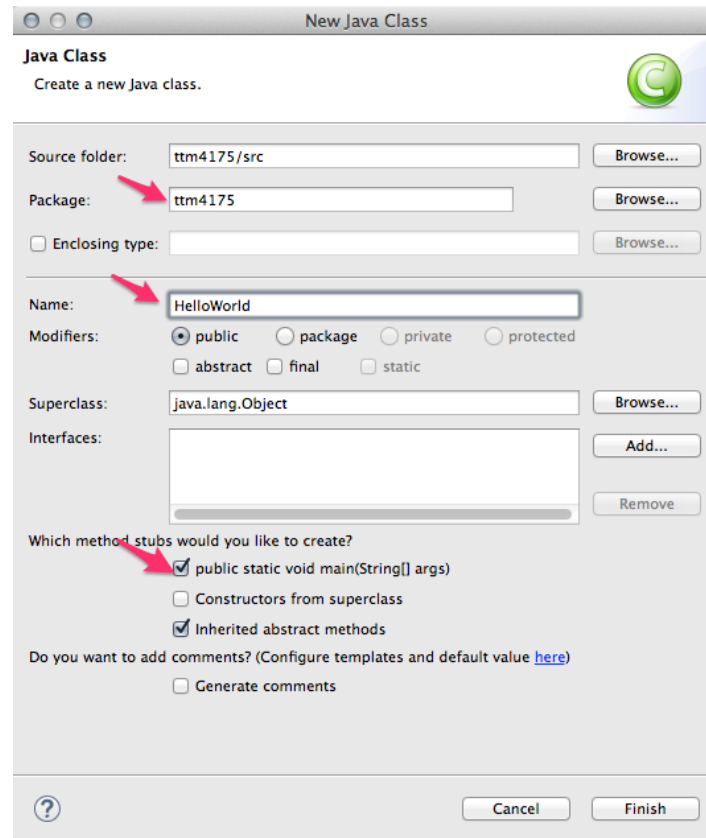 New Java Class
Java Class
Create a new Java class.
C
Source folder: ttm4175/src Browse...
Package: ttm4175 Browse...
Enclosing type: Browse...
Name: HelloWorld
Modifiers: public package private protected
abstract final static
Superclass: java.lang.Object Browse...
Interfaces: Add...
Remove
Which method stubs would you like to create?
public static void main(String[] args)
Constructors from superclass
Inherited abstract methods
Do you want to add comments? (Configure templates and default value here)
Generate comments
? Cancel Finish